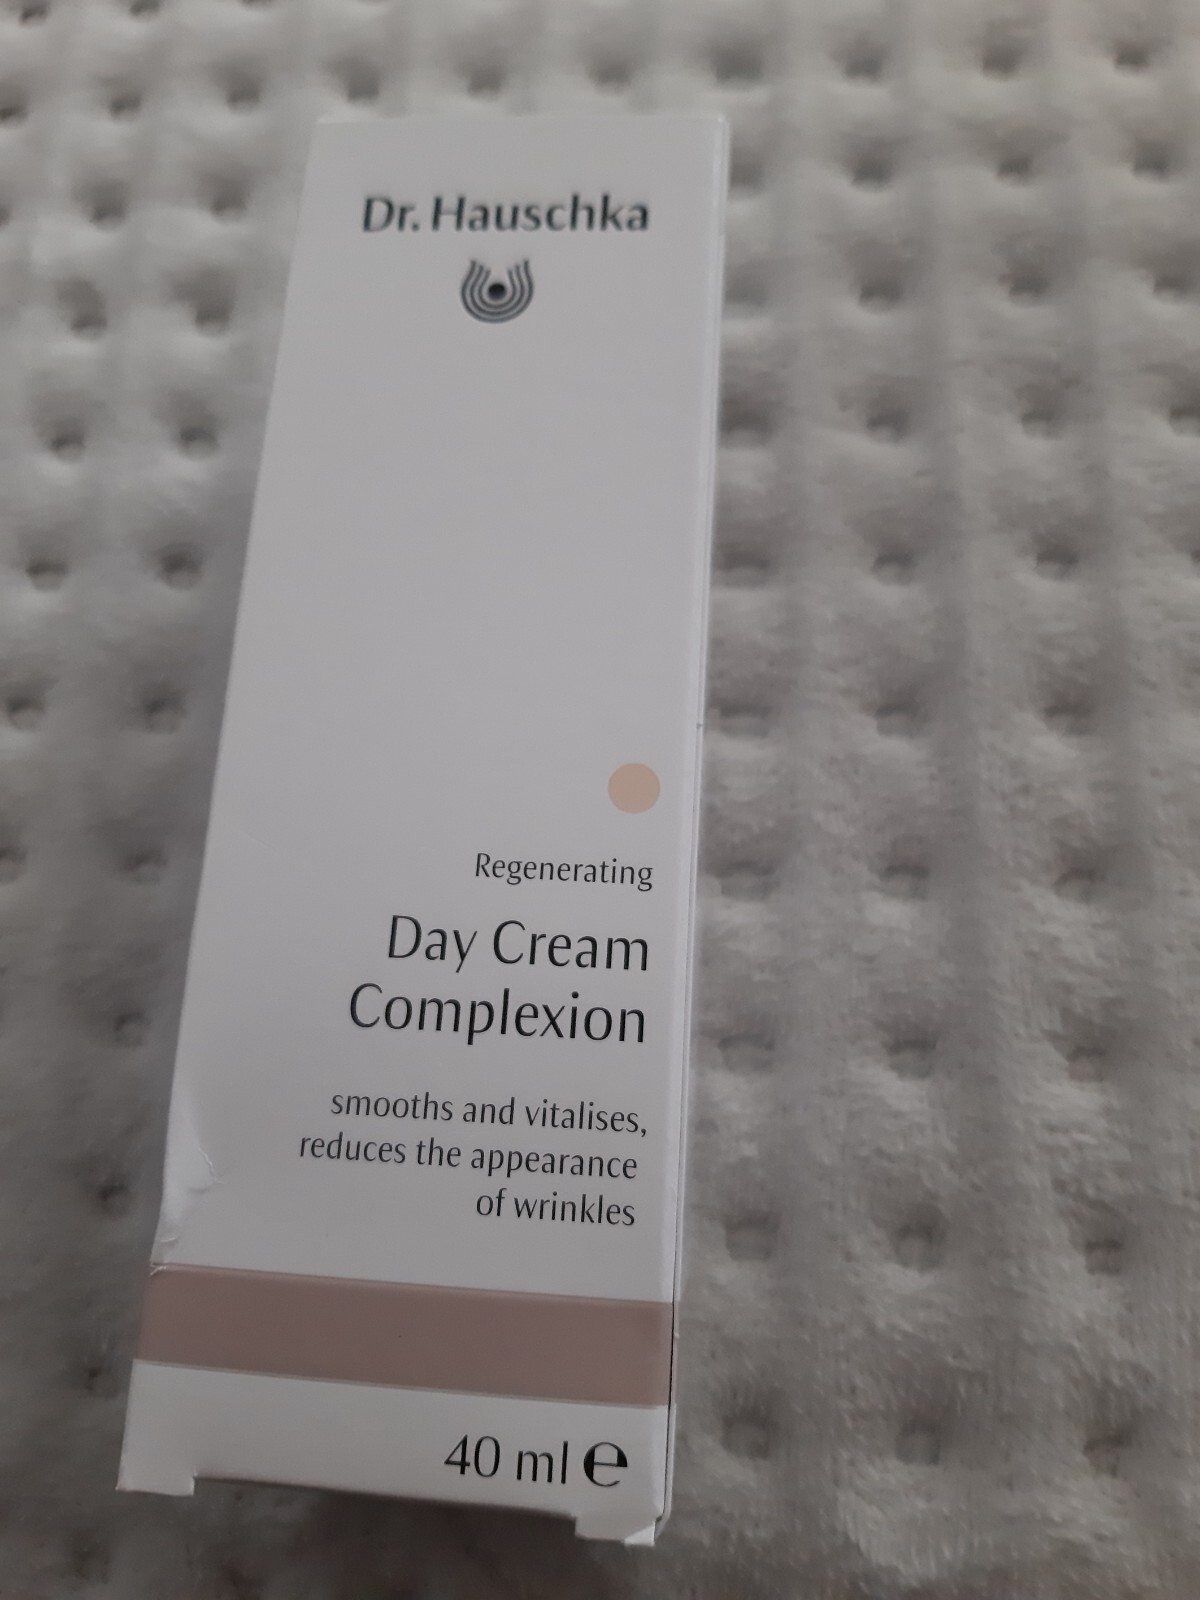 Dr. Hauschka
Regenerating
Day Cream
Complexion
smooths and vitalises,
reduces the appearance
of wrinkles
40 ml ℮